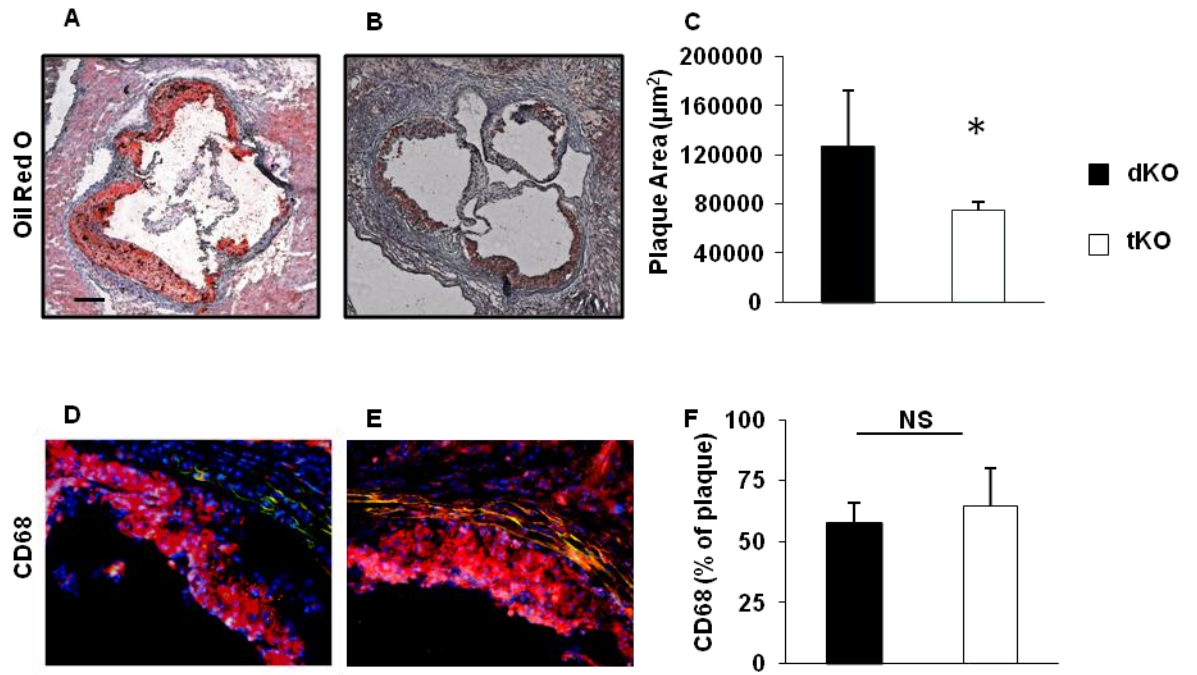 A
B
C
Oil Red O
Plaque Area (µm²)
200000
160000
120000
80000
40000
0
*
dKO
tKO
D
E
F
CD68
CD68 (% of plaque)
100
75
50
25
0
NS